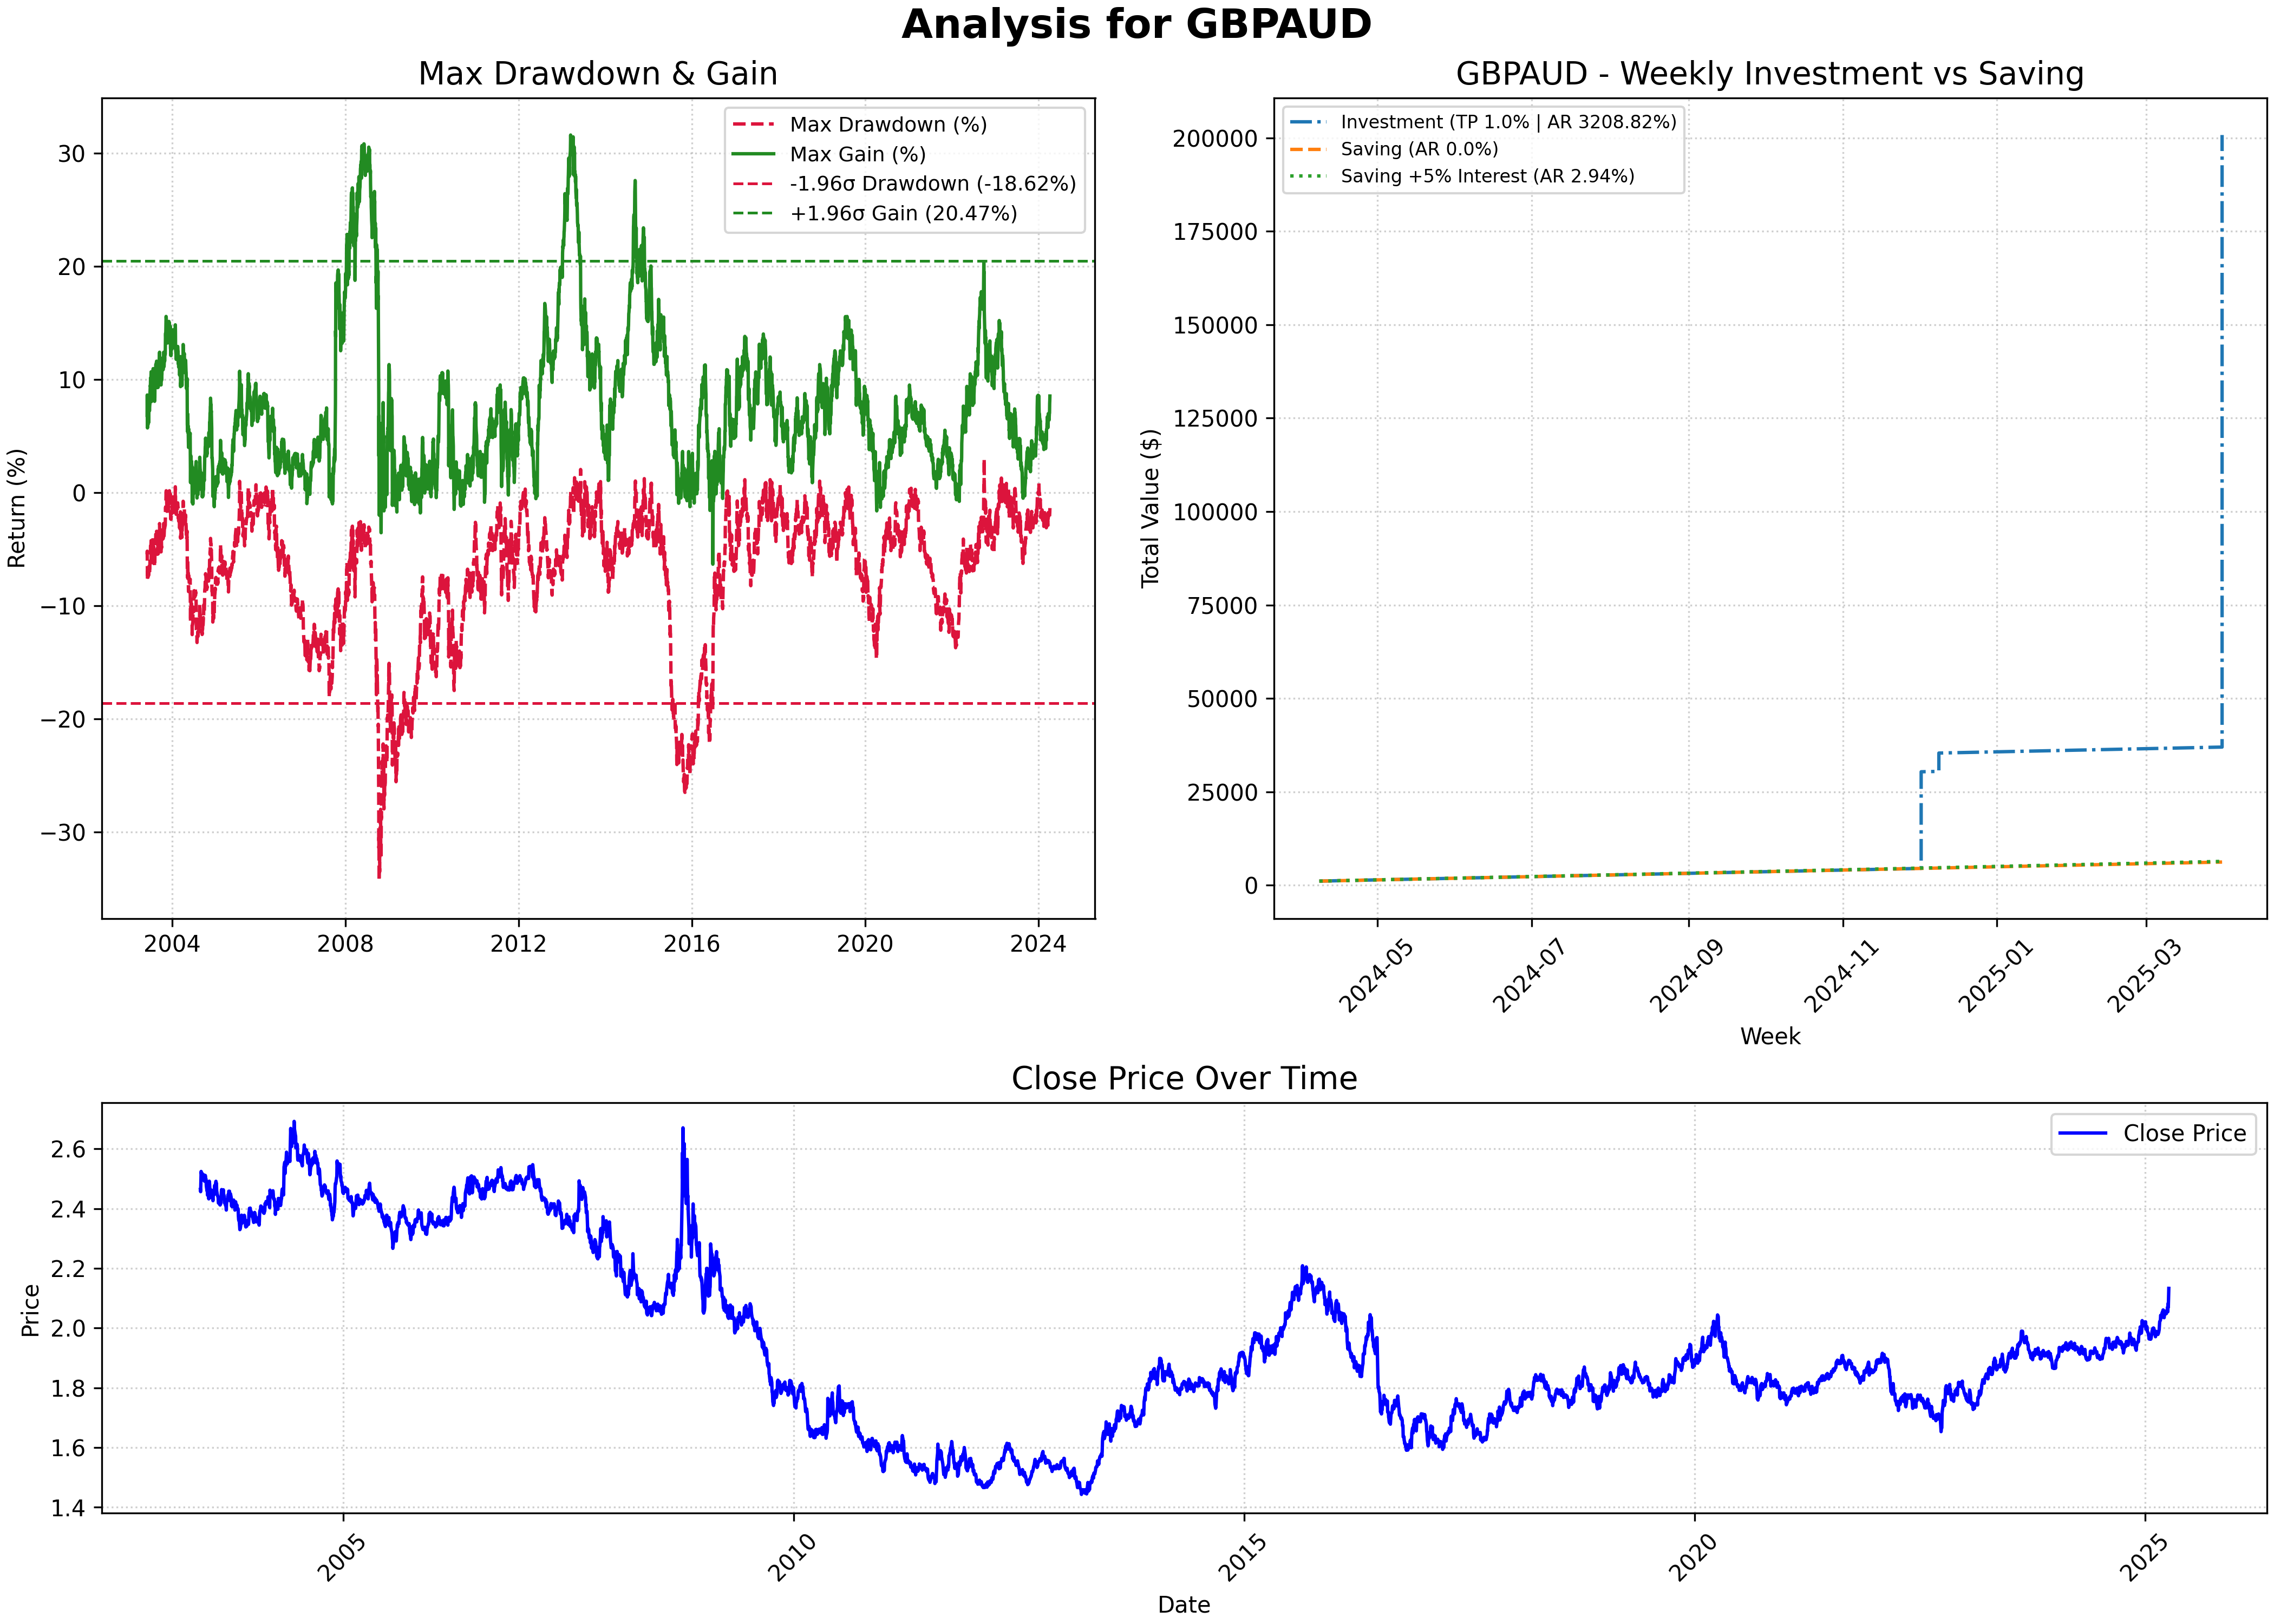 Analysis for GBPAUD
Max Drawdown & Gain
Return (%)
30
20
10
0
−10
−20
−30
Max Drawdown (%)
Max Gain (%)
-1.96σ Drawdown (-18.62%)
+1.96σ Gain (20.47%)
2004
2008
2012
2016
2020
2024
GBPAUD - Weekly Investment vs Saving
Total Value ($)
200000
175000
150000
125000
100000
75000
50000
25000
0
Investment (TP 1.0% | AR 3208.82%)
Saving (AR 0.0%)
Saving +5% Interest (AR 2.94%)
2024-05
2024-07
2024-09
2024-11
2025-01
2025-03
Week
Close Price Over Time
Price
2.6
2.4
2.2
2.0
1.8
1.6
1.4
Close Price
2005
2010
2015
2020
2025
Date